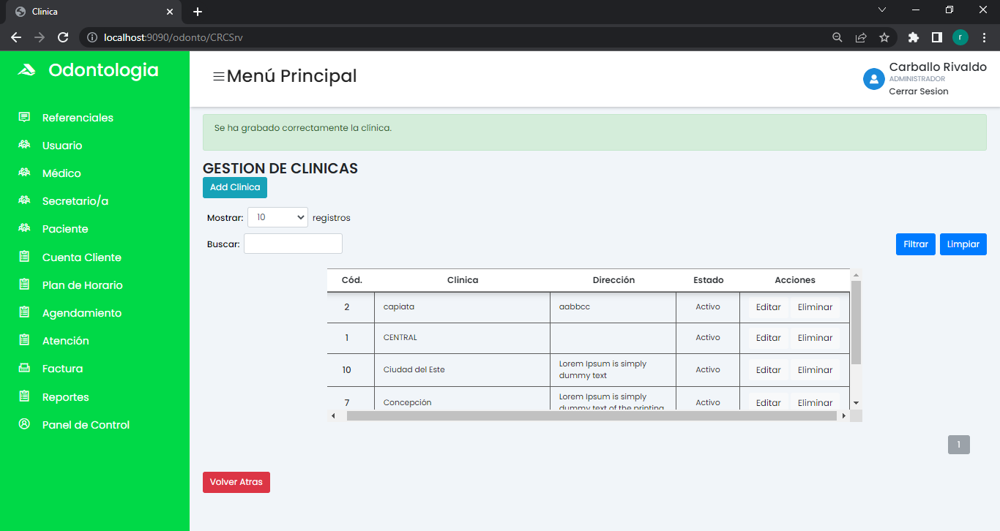 Clinica
localhost:9090/odonto/CRCSrv
r
Odontologia
Menú Principal
Carballo Rivaldo
ADMINISTRADOR
Cerrar Sesion
Referenciales
Usuario
Médico
Secretario/a
Paciente
Cuenta Cliente
Plan de Horario
Agendamiento
Atención
Factura
Reportes
Panel de Control
Se ha grabado correctamente la clínica.
GESTION DE CLINICAS
Add Clinica
Mostrar: 10 registros
Buscar:
Filtrar Limpiar
Cód. Clínica Dirección Estado Acciones
2 capiata aabbcc Activo Editar Eliminar
1 CENTRAL Activo Editar Eliminar
10 Ciudad del Este Lorem Ipsum is simply
dummy text Activo Editar Eliminar
7 Concepción Lorem Ipsum is simply
dummy text of the printing Activo Editar Eliminar
1
Volver Atras